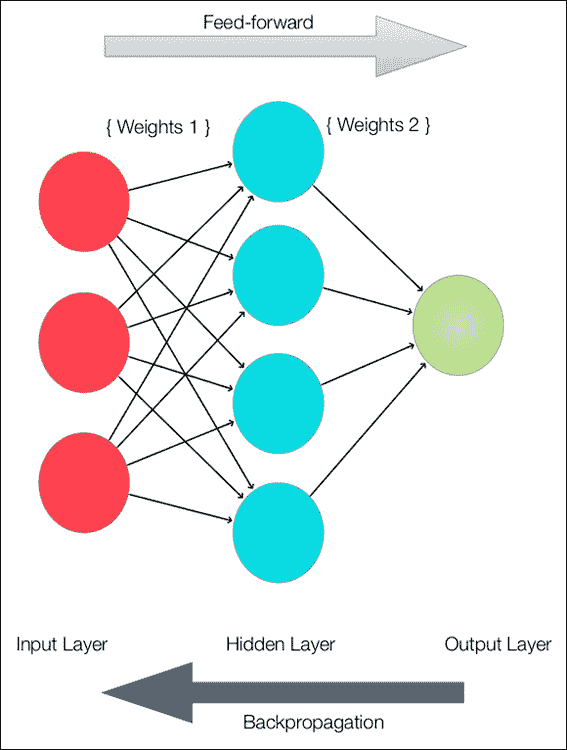 Feed-forward
{ Weights 1 }
{ Weights 2 }
Input Layer
Hidden Layer
Output Layer
Backpropagation